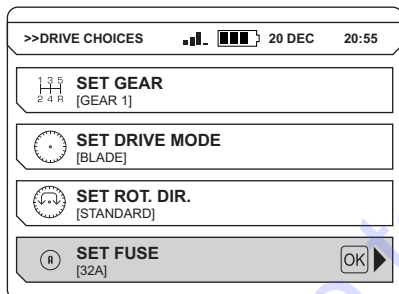 >>DRIVE CHOICES 20 DEC 20:55
1 3 5
2 4 R
SET GEAR
[GEAR 1]
SET DRIVE MODE
[BLADE]
SET ROT. DIR.
[STANDARD]
A
SET FUSE
[32A]
OK